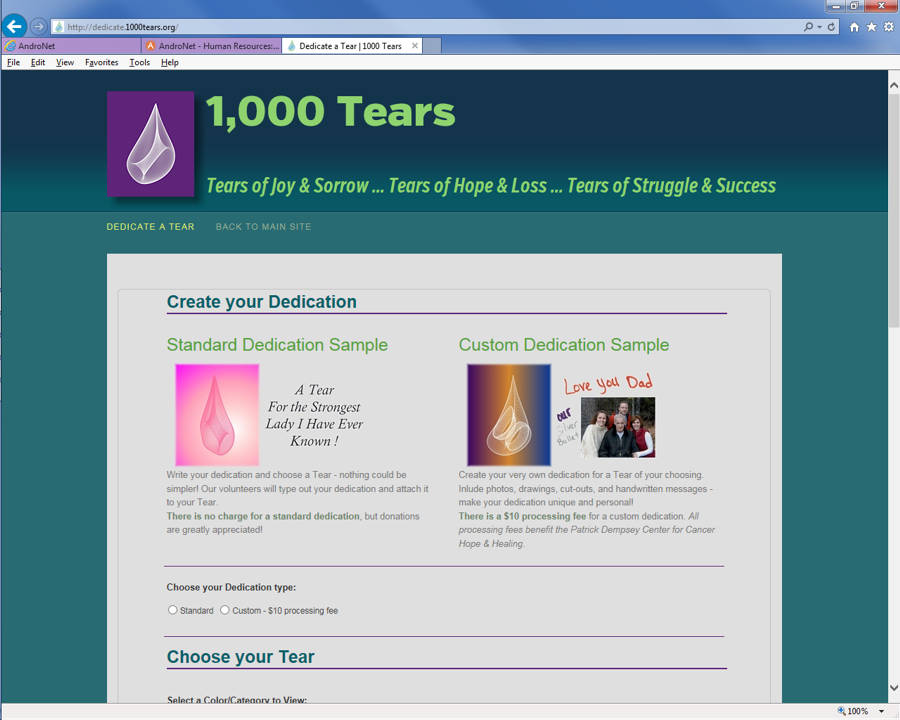 http://dedicate.1000tears.org/
AndroNet
AndroNet - Human Resources:...
Dedicate a Tear | 1000 Tears
File Edit View Favorites Tools Help
1,000 Tears
Tears of Joy & Sorrow ... Tears of Hope & Loss ... Tears of Struggle & Success
DEDICATE A TEAR
BACK TO MAIN SITE
Create your Dedication
Standard Dedication Sample
A Tear
For the Strongest
Lady I Have Ever
Known !
Write your dedication and choose a Tear - nothing could be
simpler! Our volunteers will type out your dedication and attach it
to your Tear.
There is no charge for a standard dedication, but donations
are greatly appreciated!
Custom Dedication Sample
Love you Dad
our
Silver
Bullet
Create your very own dedication for a Tear of your choosing.
Inlude photos, drawings, cut-outs, and handwritten messages -
make your dedication unique and personal!
There is a $10 processing fee for a custom dedication. All
processing fees benefit the Patrick Dempsey Center for Cancer
Hope & Healing.
Choose your Dedication type:
Standard Custom - $10 processing fee
Choose your Tear
Select a Color/Category to View:
100%